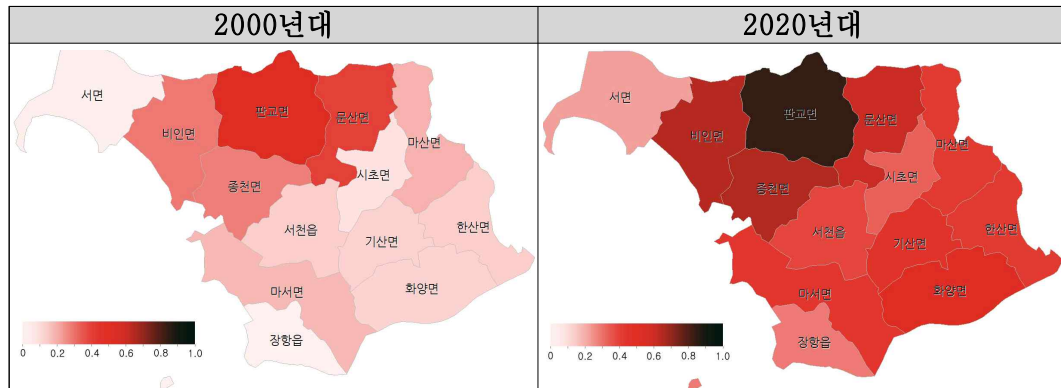 2000년대
2020년대
서면
비인면
판교면
문산면
마산면
종천면
시초면
서천읍
기산면
한산면
마서면
화양면
장항읍
0 0.2 0.4 0.6 0.8 1.0
서면
비인면
판교면
문산면
마산면
종천면
시초면
서천읍
기산면
한산면
마서면
화양면
장항읍
0 0.2 0.4 0.6 0.8 1.0